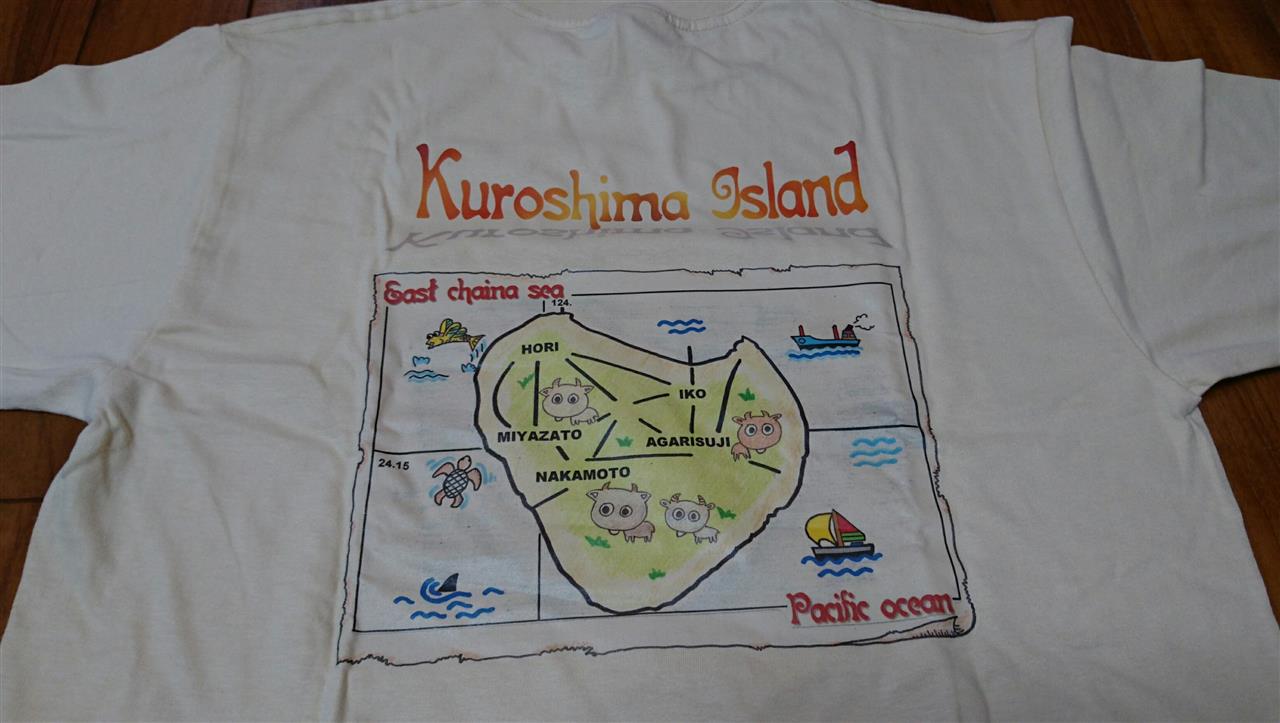 Kuroshima Island
East chaina sea
124.
HORI
IKO
MIYAZATO
AGARISUJI
24.15
NAKAMOTO
Pacific ocean